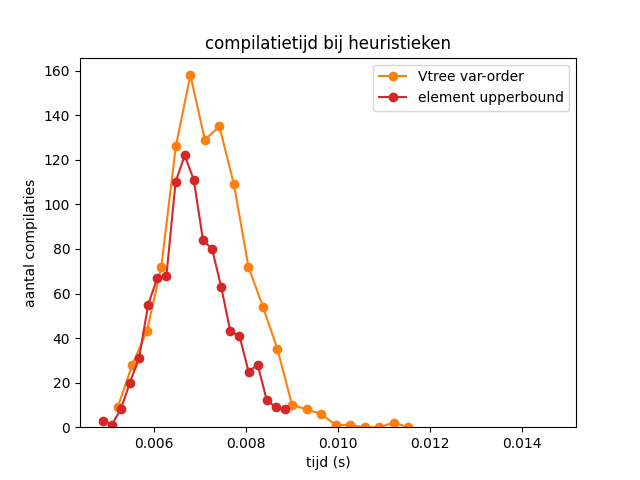 compilatietijd bij heuristieken
160
140
120
100
80
60
40
20
0
aantal compilaties
Vtree var-order
element upperbound
0.006 0.008 0.010 0.012 0.014
tijd (s)